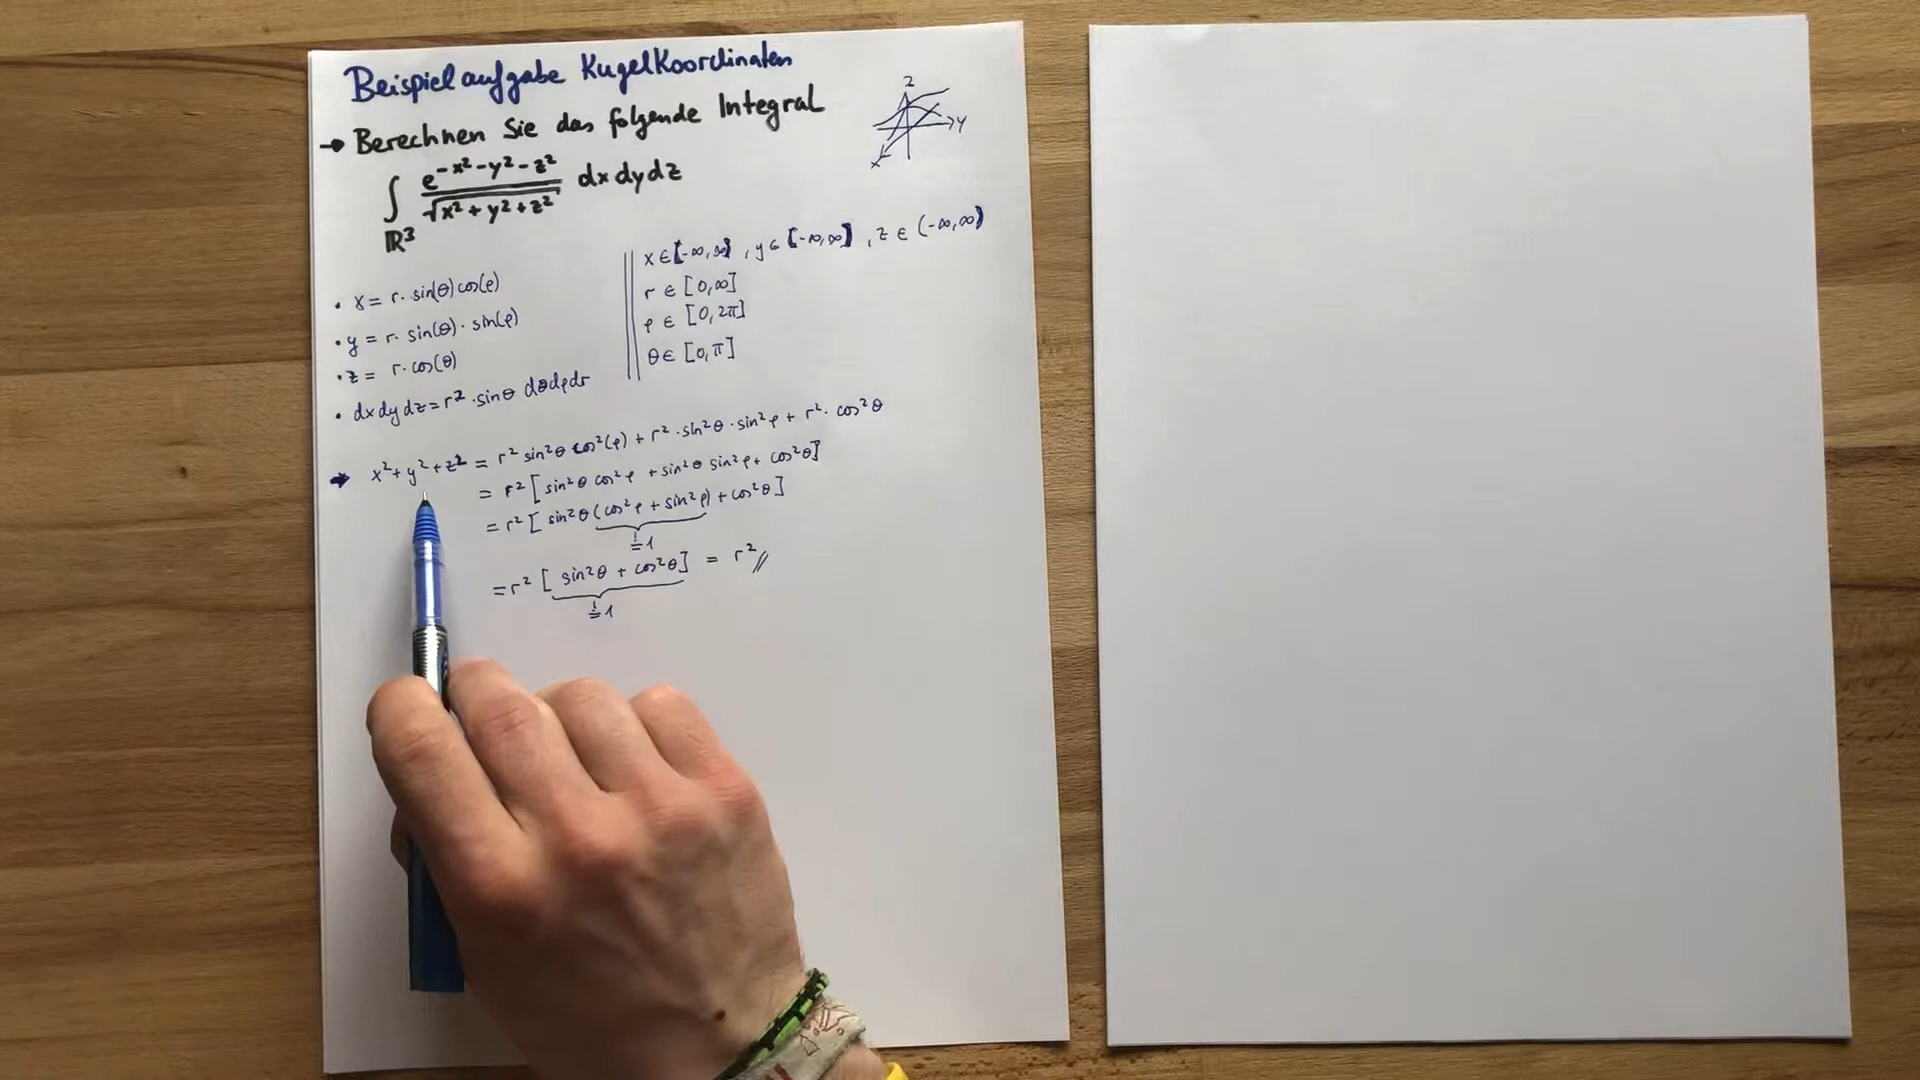 Beispielaufgabe Kugelkoordinaten
→ Berechnen Sie das folgende Integral
∫ℝ³ e^(-x²-y²-z²) / √(x²+y²+z²) dx dy dz
z
y
x
x ∈ [-∞,∞], y ∈ [-∞,∞], z ∈ (-∞,∞)
r ∈ [0,∞]
φ ∈ [0,2π]
θ ∈ [0,π]
• x = r· sin(θ) cos(φ)
• y = r· sin(θ)· sin(φ)
• z = r· cos(θ)
• dx dy dz = r² · sinθ dθ dφ dr
→ x²+y²+z² = r² sin²θ cos²(φ) + r² · sin²θ · sin²φ + r² · cos²θ
= r² [sin²θ cos²φ + sin²θ sin²φ + cos²θ]
= r² [sin²θ (cos²φ + sin²φ) + cos²θ]
!= 1
= r² [sin²θ + cos²θ] = r² //
!= 1